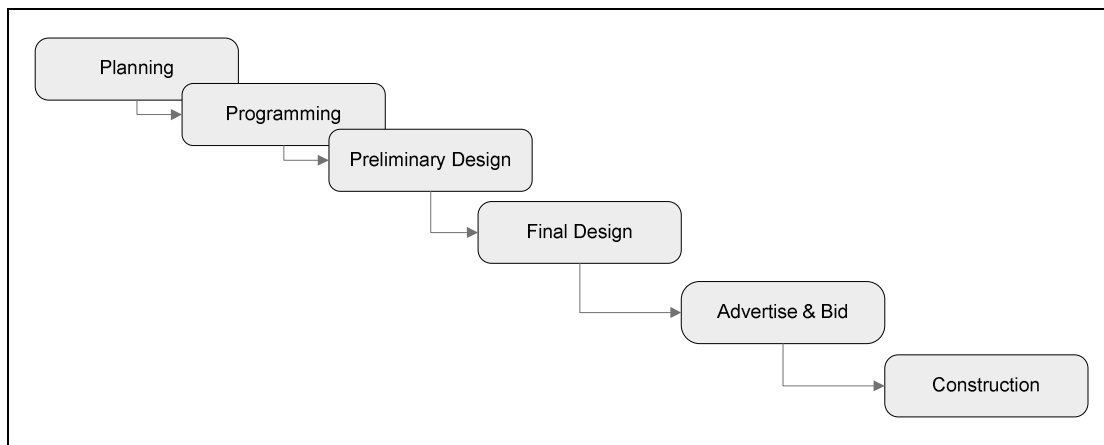 Planning
Programming
Preliminary Design
Final Design
Advertise & Bid
Construction